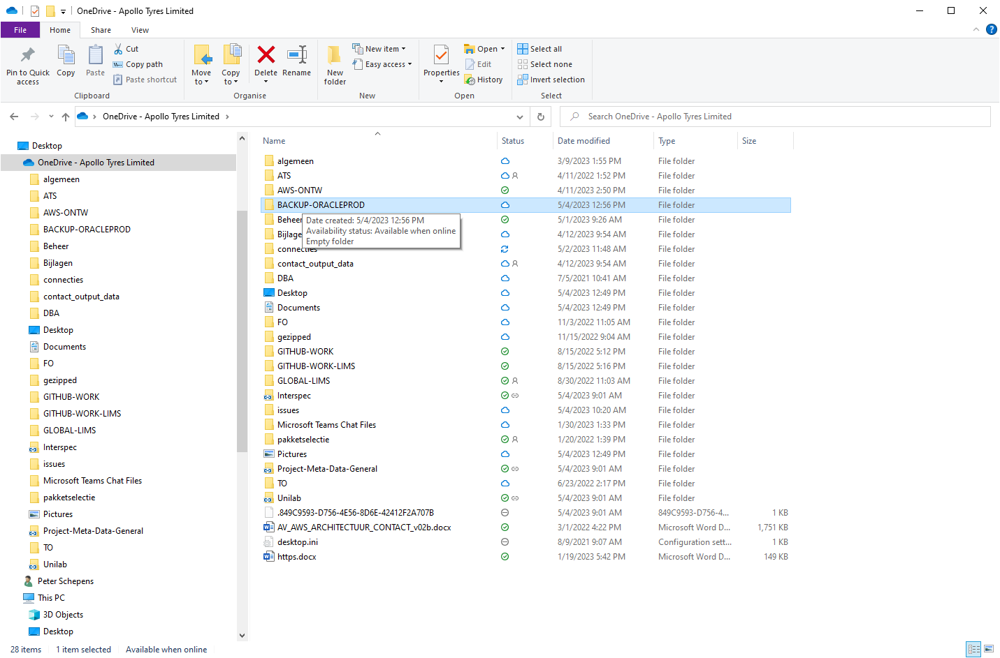 OneDrive - Apollo Tyres Limited
File Home Share View
Pin to Quick access
Copy
Paste
Cut
Copy path
Paste shortcut
Clipboard
Move to
Copy to
Delete
Rename
Organise
New folder
New item
Easy access
New
Properties
Open
Edit
History
Open
Select all
Select none
Invert selection
Select
OneDrive - Apollo Tyres Limited
Search OneDrive - Apollo Tyres Limited
Desktop
OneDrive - Apollo Tyres Limited
algemeen
ATS
AWS-ONTW
BACKUP-ORACLEPROD
Beheer
Bijlagen
connecties
contact_output_data
DBA
Desktop
Documents
FO
gezipped
GITHUB-WORK
GITHUB-WORK-LIMS
GLOBAL-LIMS
Interspec
issues
Microsoft Teams Chat Files
pakketselectie
Pictures
Project-Meta-Data-General
TO
Unilab
Peter Schepens
This PC
3D Objects
Desktop
Name Status Date modified Type Size
algemeen 3/9/2023 1:55 PM File folder
ATS 4/11/2022 1:52 PM File folder
AWS-ONTW 4/11/2023 2:50 PM File folder
BACKUP-ORACLEPROD 5/4/2023 12:56 PM File folder
Beheer 5/1/2023 9:26 AM File folder
Date created: 5/4/2023 12:56 PM
Availability status: Available when online
Empty folder
Bijlage 4/12/2023 9:54 AM File folder
connecties 5/2/2023 11:48 AM File folder
contact_output_data 4/12/2023 9:54 AM File folder
DBA 7/5/2021 10:41 AM File folder
Desktop 5/4/2023 12:49 PM File folder
Documents 5/4/2023 12:49 PM File folder
FO 11/3/2022 11:05 AM File folder
gezipped 11/15/2022 9:04 AM File folder
GITHUB-WORK 8/15/2022 5:12 PM File folder
GITHUB-WORK-LIMS 8/15/2022 5:16 PM File folder
GLOBAL-LIMS 8/30/2022 11:03 AM File folder
Interspec 5/4/2023 9:01 AM File folder
issues 5/4/2023 10:20 AM File folder
Microsoft Teams Chat Files 1/30/2023 1:33 PM File folder
pakketselectie 1/20/2022 1:39 PM File folder
Pictures 5/4/2023 12:49 PM File folder
Project-Meta-Data-General 5/4/2023 9:01 AM File folder
TO 6/23/2022 2:17 PM File folder
Unilab 5/4/2023 9:01 AM File folder
.849C9593-D756-4E56-8D6E-42412F2A707B 5/4/2023 9:01 AM 849C9593-D756-4... 1 KB
AV_AWS_ARCHITECTUUR_CONTACT_v02b.docx 3/1/2022 4:22 PM Microsoft Word D... 1,751 KB
desktop.ini 8/9/2021 9:07 AM Configuration sett... 1 KB
https.docx 1/19/2023 5:42 PM Microsoft Word D... 149 KB
28 items 1 item selected Available when online